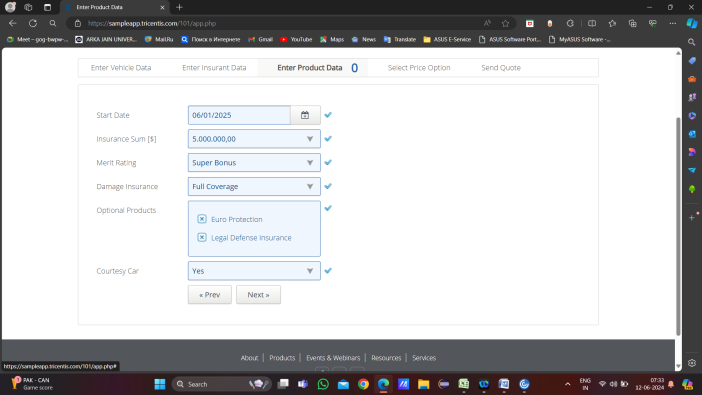 Enter Product Data
https://sampleapp.tricentis.com/101/app.php
Meet – gog-bwpw-...
ARKA JAIN UNIVER...
Mail.Ru
Поиск в Интернете
Gmail
YouTube
Maps
News
Translate
ASUS E-Service
ASUS Software Port...
MyASUS Software -...
Enter Vehicle Data
Enter Insurant Data
Enter Product Data 0
Select Price Option
Send Quote
Start Date 06/01/2025
Insurance Sum [$] 5.000.000,00
Merit Rating Super Bonus
Damage Insurance Full Coverage
Optional Products
Euro Protection
Legal Defense Insurance
Courtesy Car Yes
« Prev Next »
About | Products | Events & Webinars | Resources | Services
https://sampleapp.tricentis.com/101/app.php#
PAK - CAN
Game score
Search
ENG
IN
07:33
12-06-2024